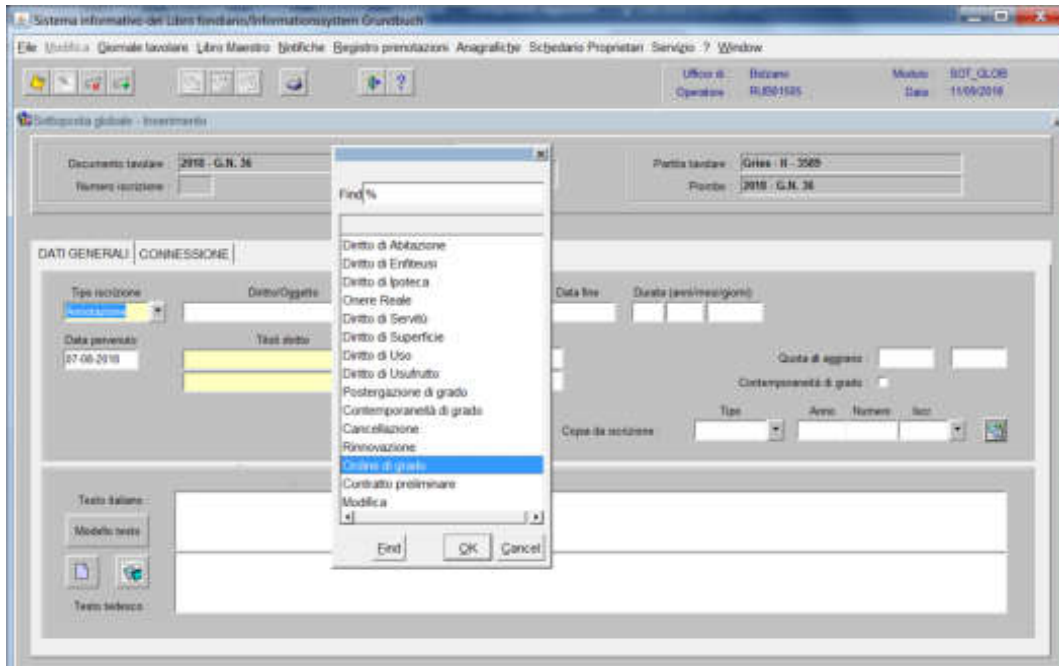 Sistema informativo del Libro fondiario/Informationssystem Grundbuch
File Modifica Giornale tavolare Libro Maestro Notifiche Registro prenotazioni Anagrafiche Schedario Proprietari Servizio ? Window
Ufficio di Bolzano Modulo SOT_GLOB
Operatore Data 11/09/2018
Sottoposta globale - Inserimento
Documento tavolare 2018 - G.N. 36 Partita tavolare Gries - II - 3589
Numero iscrizione Piombo 2018 - G.N. 36
Find %
DATI GENERALI CONNESSIONE
Diritto di Abitazione
Diritto di Enfiteusi
Diritto di Ipoteca
Onere Reale
Diritto di Servitù
Diritto di Superficie
Diritto di Uso
Diritto di Usufrutto
Postergazione di grado
Contemporaneità di grado
Cancellazione
Rinnovazione
Ordine di grado
Contratto preliminare
Modifica
Find OK Cancel
Tipo iscrizione Diritto/Oggetto Data fine Durata (anni/mesi/giorni)
Annotazione
Data pervenuto Titoli diritto
07-08-2018 Quota di aggravio
Contemporaneità di grado
Tipo Anno Numero Iscr.
Copia da iscrizione
Testo italiano
Modello testo
Testo tedesco